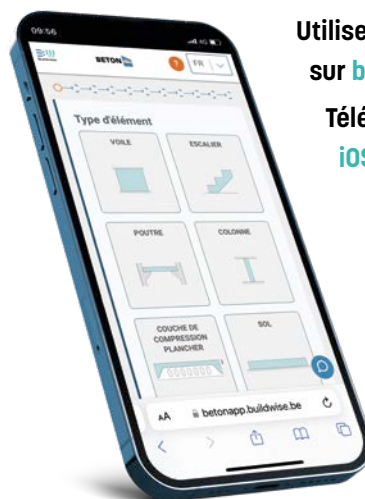 Utilise
sur b
Télé
iOS
09:56
4G
BETON
?
FR
Type d'élément
VOILE
ESCALIER
POUTRE
COLONNE
COUCHE DE
COMPRESSION
PLANCHER
SOL
AA
betonapp.buildwise.be